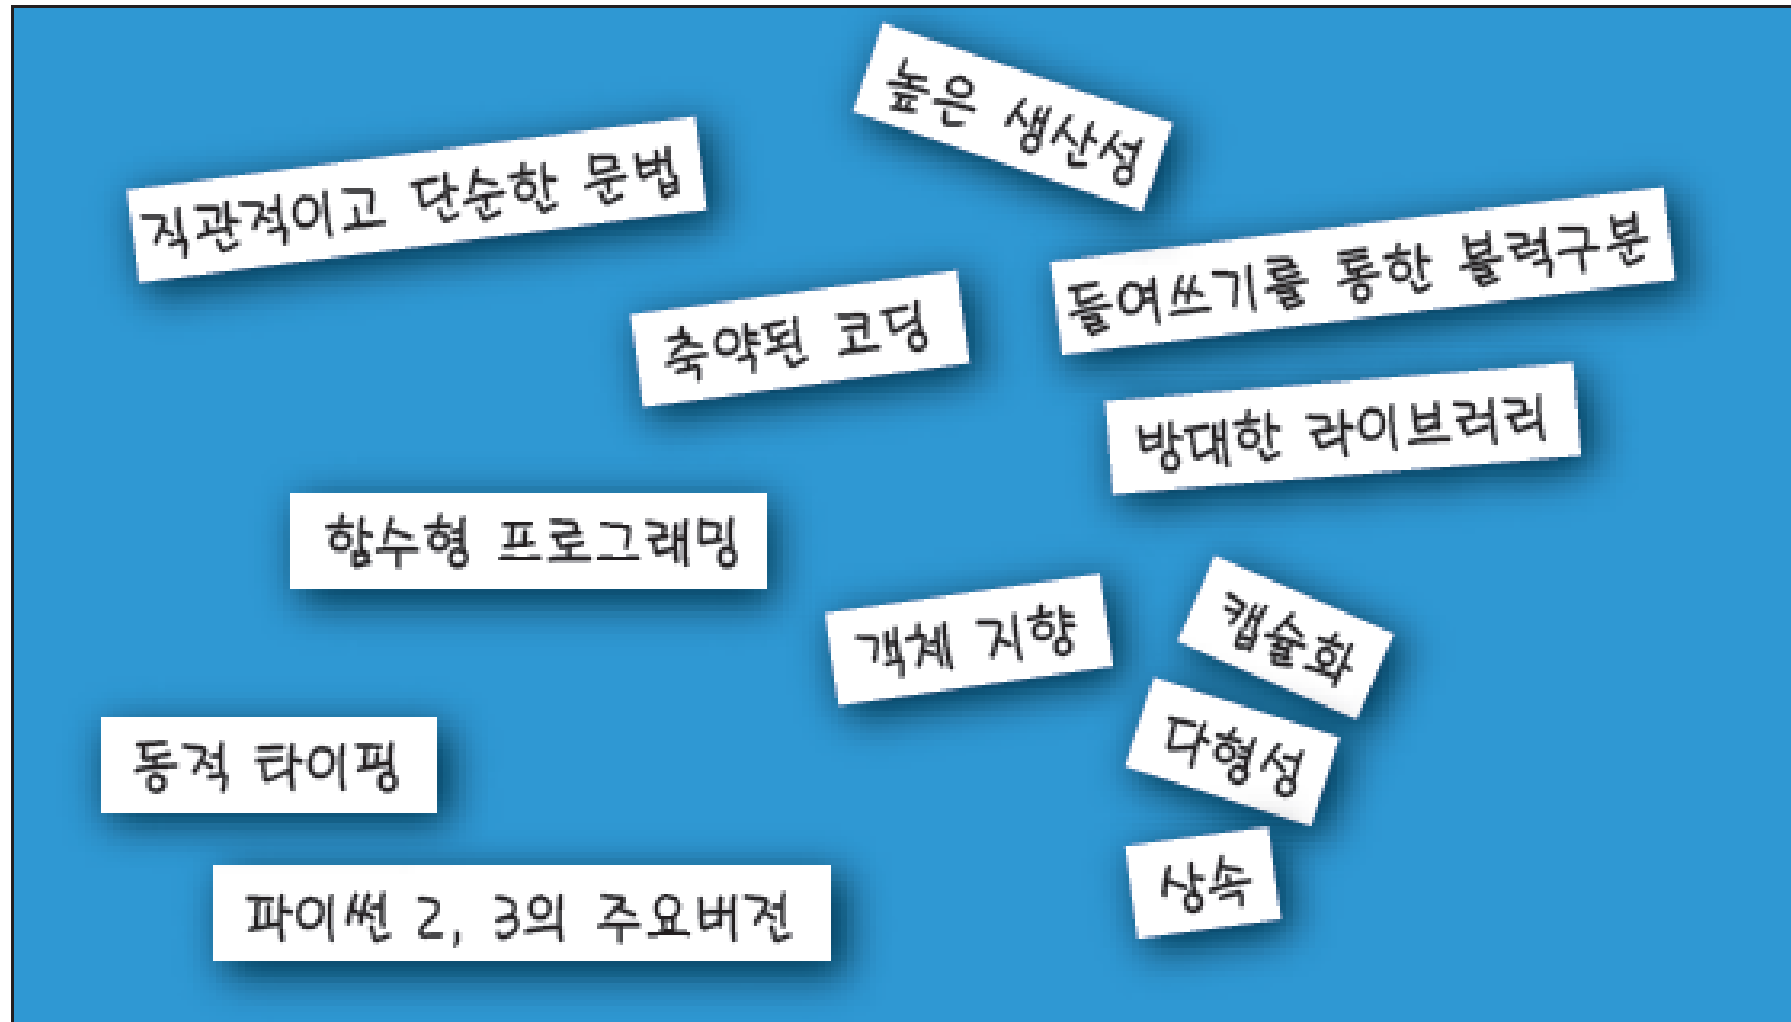 높은 생산성
직관적이고 단순한 문법
들여쓰기를 통한 블럭구분
축약된 코딩
방대한 라이브러리
함수형 프로그래밍
객체 지향
캡슐화
다형성
동적 타이핑
상속
파이썬 2, 3의 주요버전